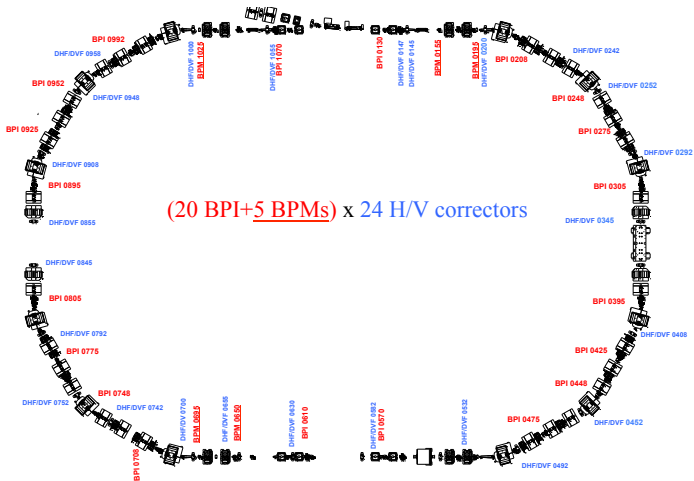 BPI 0992
DHF/DVF 0958
DHF/DVF 1000
BPM 1025
DHF/DVF 1055
BPI 1070
BPI 0130
DHF/DVF 0147
DHF/DVF 0145
BPM 0155
BPM 0195
DHF/DVF 0200
BPI 0208
DHF/DVF 0242
BPI 0952
DHF/DVF 0948
BPI 0248
DHF/DVF 0252
BPI 0925
BPI 0275
DHF/DVF 0292
DHF/DVF 0908
BPI 0895
BPI 0305
DHF/DVF 0855
(20 BPI+5 BPMs) x 24 H/V correctors
DHF/DVF 0345
DHF/DVF 0845
BPI 0805
BPI 0395
DHF/DVF 0792
DHF/DVF 0408
BPI 0775
BPI 0425
BPI 0748
BPI 0448
DHF/DVF 0752
DHF/DVF 0742
DHF/DV 0700
BPM 0695
DHF/DVF 0655
BPM 0650
DHF/DVF 0630
BPI 0610
DHF/DVF 0582
BPI 0570
DHF/DVF 0532
BPI 0475
DHF/DVF 0452
BPI 0708
DHF/DVF 0492